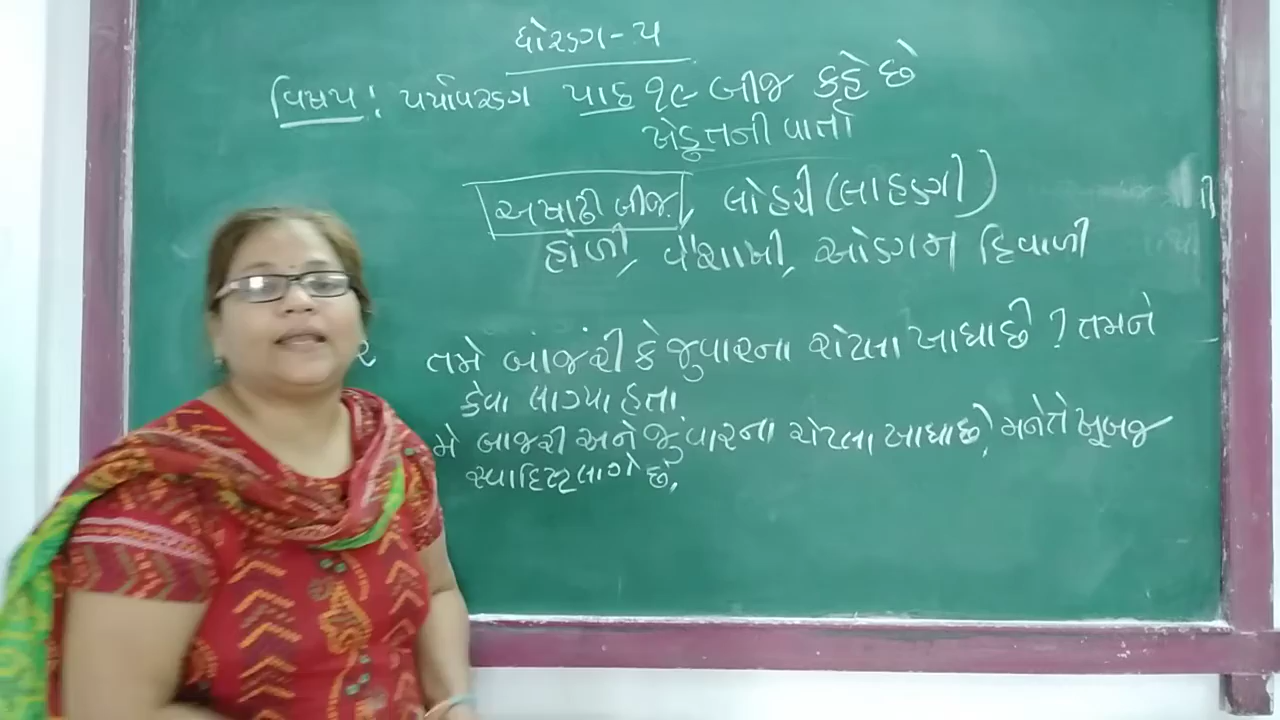 ધોરણ - ૫
વિષય : પર્યાવરણ પાઠ ૧૯ બીજ કહે છે
ખેડૂતની વાર્તા
અષાઢી બીજ, લોહરી (લાહણી)
હોળી, વૈશાખી, ઓણમ દિવાળી
તમે બાંજરી કે જુવારના રોટલા ખાધા છે ? તમને
કેવા લાગ્યા હતા
મે બાજરી અને જુંવારના રોટલા ખાધા છે, મને તે ખૂબજ
સ્વાદિષ્ટ લાગે છે.